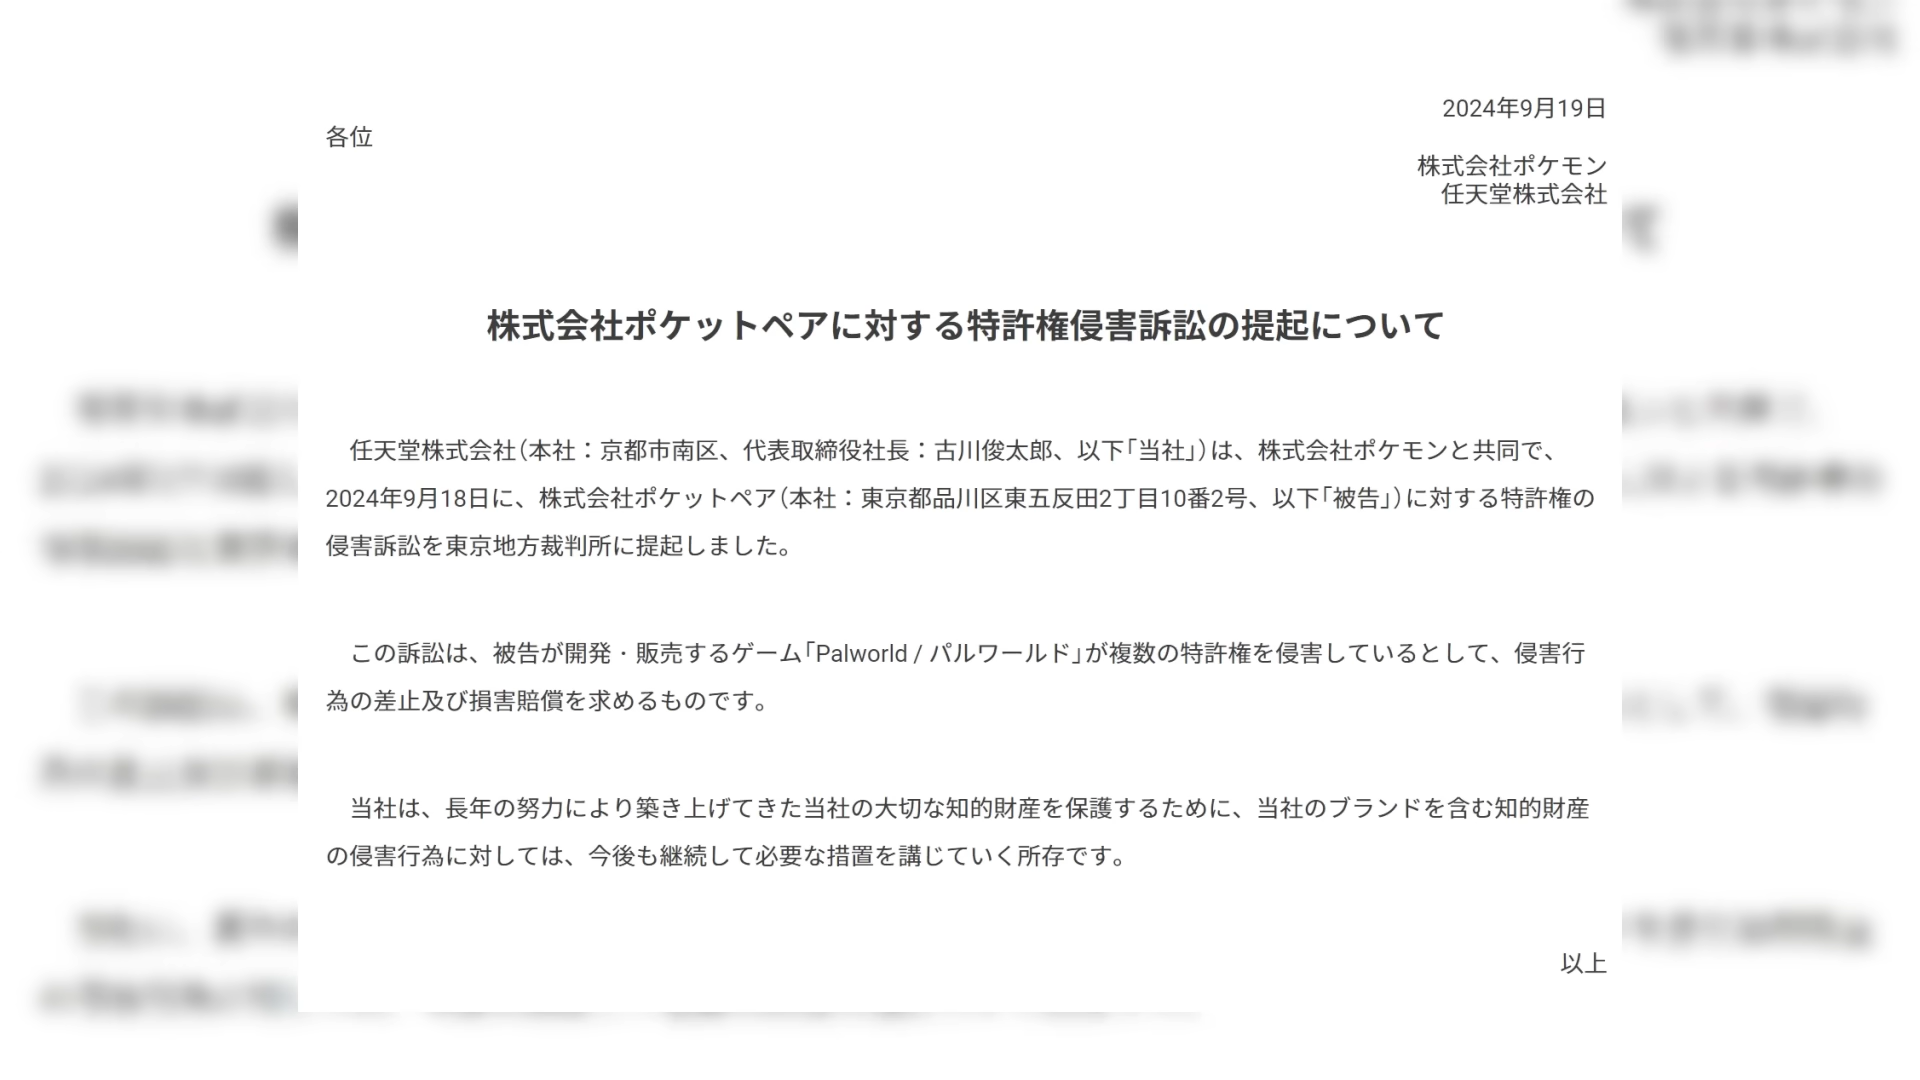 2024年9月19日
各位
株式会社ポケモン
任天堂株式会社
株式会社ポケットペアに対する特許権侵害訴訟の提起について
任天堂株式会社（本社：京都市南区、代表取締役社長：古川俊太郎、以下｢当社｣）は、株式会社ポケモンと共同で、
2024年9月18日に、株式会社ポケットペア（本社：東京都品川区東五反田2丁目10番2号、以下｢被告｣）に対する特許権の
侵害訴訟を東京地方裁判所に提起しました。
この訴訟は、被告が開発・販売するゲーム｢Palworld / パルワールド｣が複数の特許権を侵害しているとして、侵害行
為の差止及び損害賠償を求めるものです。
当社は、長年の努力により築き上げてきた当社の大切な知的財産を保護するために、当社のブランドを含む知的財産
の侵害行為に対しては、今後も継続して必要な措置を講じていく所存です。
以上